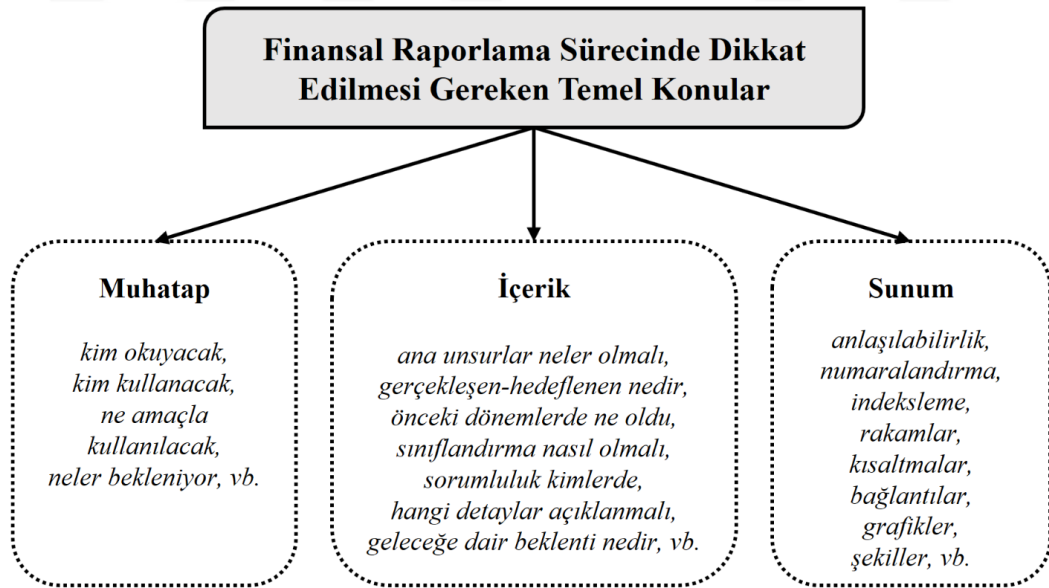 Finansal Raporlama Sürecinde Dikkat
Edilmesi Gereken Temel Konular
Muhatap
kim okuyacak,
kim kullanacak,
ne amaçla
kullanılacak,
neler bekleniyor, vb.
İçerik
ana unsurlar neler olmalı,
gerçekleşen-hedeflenen nedir,
önceki dönemlerde ne oldu,
sınıflandırma nasıl olmalı,
sorumluluk kimlerde,
hangi detaylar açıklanmalı,
geleceğe dair beklenti nedir, vb.
Sunum
anlaşılabilirlik,
numaralandırma,
indeksleme,
rakamlar,
kısaltmalar,
bağlantılar,
grafikler,
şekiller, vb.